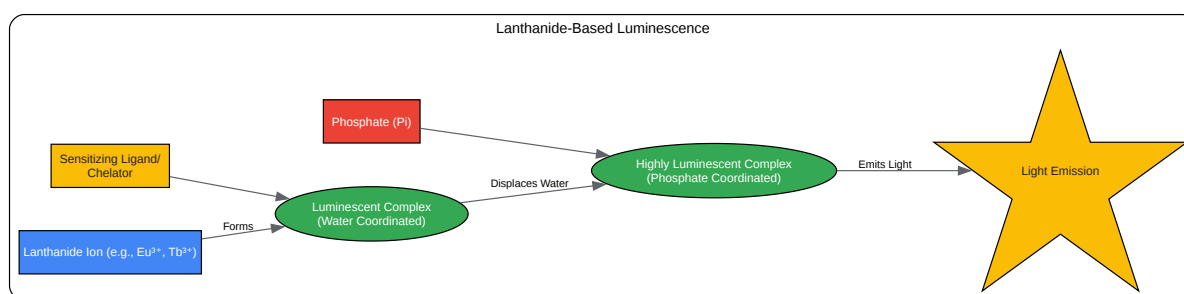 Lanthanide-Based Luminescence
Phosphate (Pi)
Sensitizing Ligand/
Chelator
Highly Luminescent Complex
(Phosphate Coordinated)
Emits Light
Light Emission
Displaces Water
Luminescent Complex
(Water Coordinated)
Forms
Lanthanide Ion (e.g., Eu³⁺, Tb³⁺)